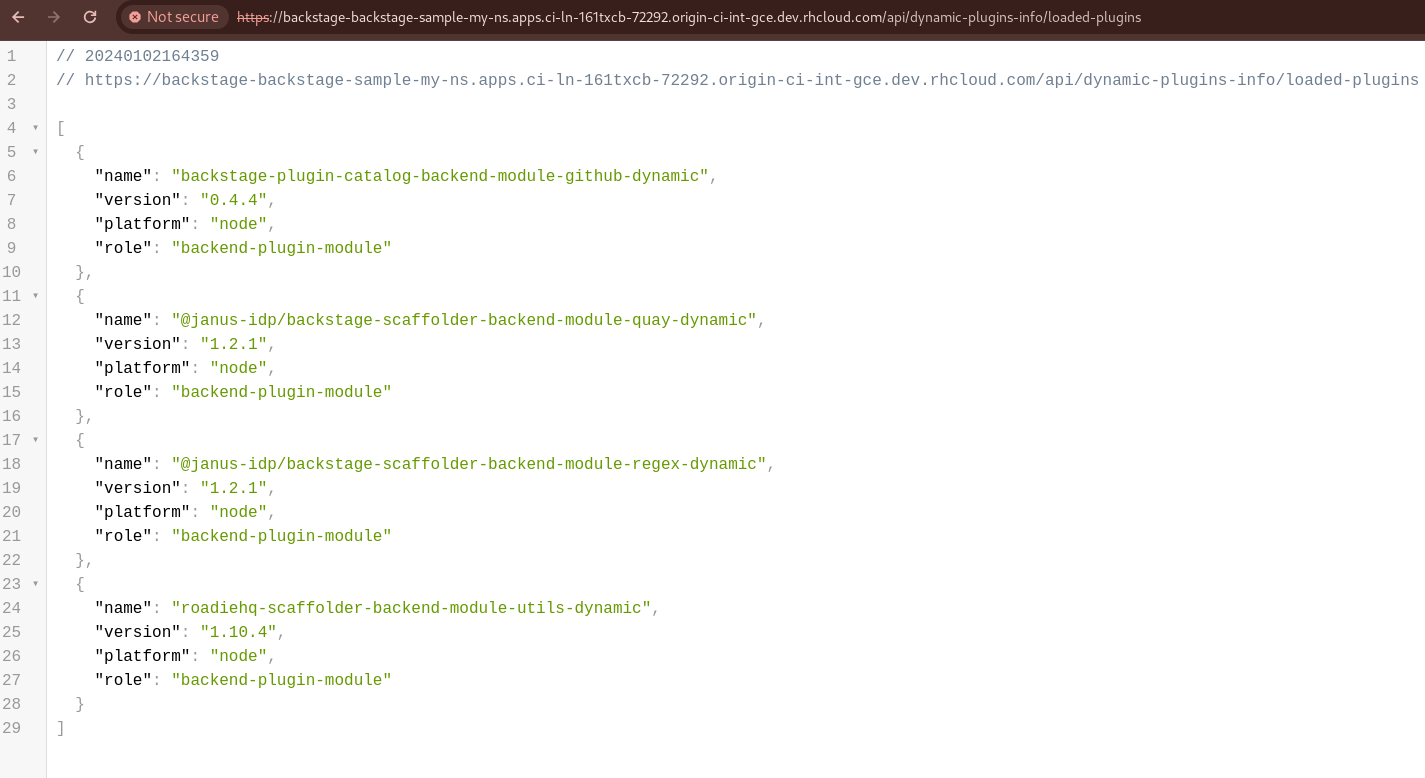 Not secure https://backstage-backstage-sample-my-ns.apps.ci-ln-161txcb-72292.origin-ci-int-gce.dev.rhcloud.com/api/dynamic-plugins-info/loaded-plugins
1 // 20240102164359
2 // https://backstage-backstage-sample-my-ns.apps.ci-ln-161txcb-72292.origin-ci-int-gce.dev.rhcloud.com/api/dynamic-plugins-info/loaded-plugins
3
4 [
5 {
6 "name": "backstage-plugin-catalog-backend-module-github-dynamic",
7 "version": "0.4.4",
8 "platform": "node",
9 "role": "backend-plugin-module"
10 },
11 {
12 "name": "@janus-idp/backstage-scaffolder-backend-module-quay-dynamic",
13 "version": "1.2.1",
14 "platform": "node",
15 "role": "backend-plugin-module"
16 },
17 {
18 "name": "@janus-idp/backstage-scaffolder-backend-module-regex-dynamic",
19 "version": "1.2.1",
20 "platform": "node",
21 "role": "backend-plugin-module"
22 },
23 {
24 "name": "roadiehq-scaffolder-backend-module-utils-dynamic",
25 "version": "1.10.4",
26 "platform": "node",
27 "role": "backend-plugin-module"
28 }
29 ]